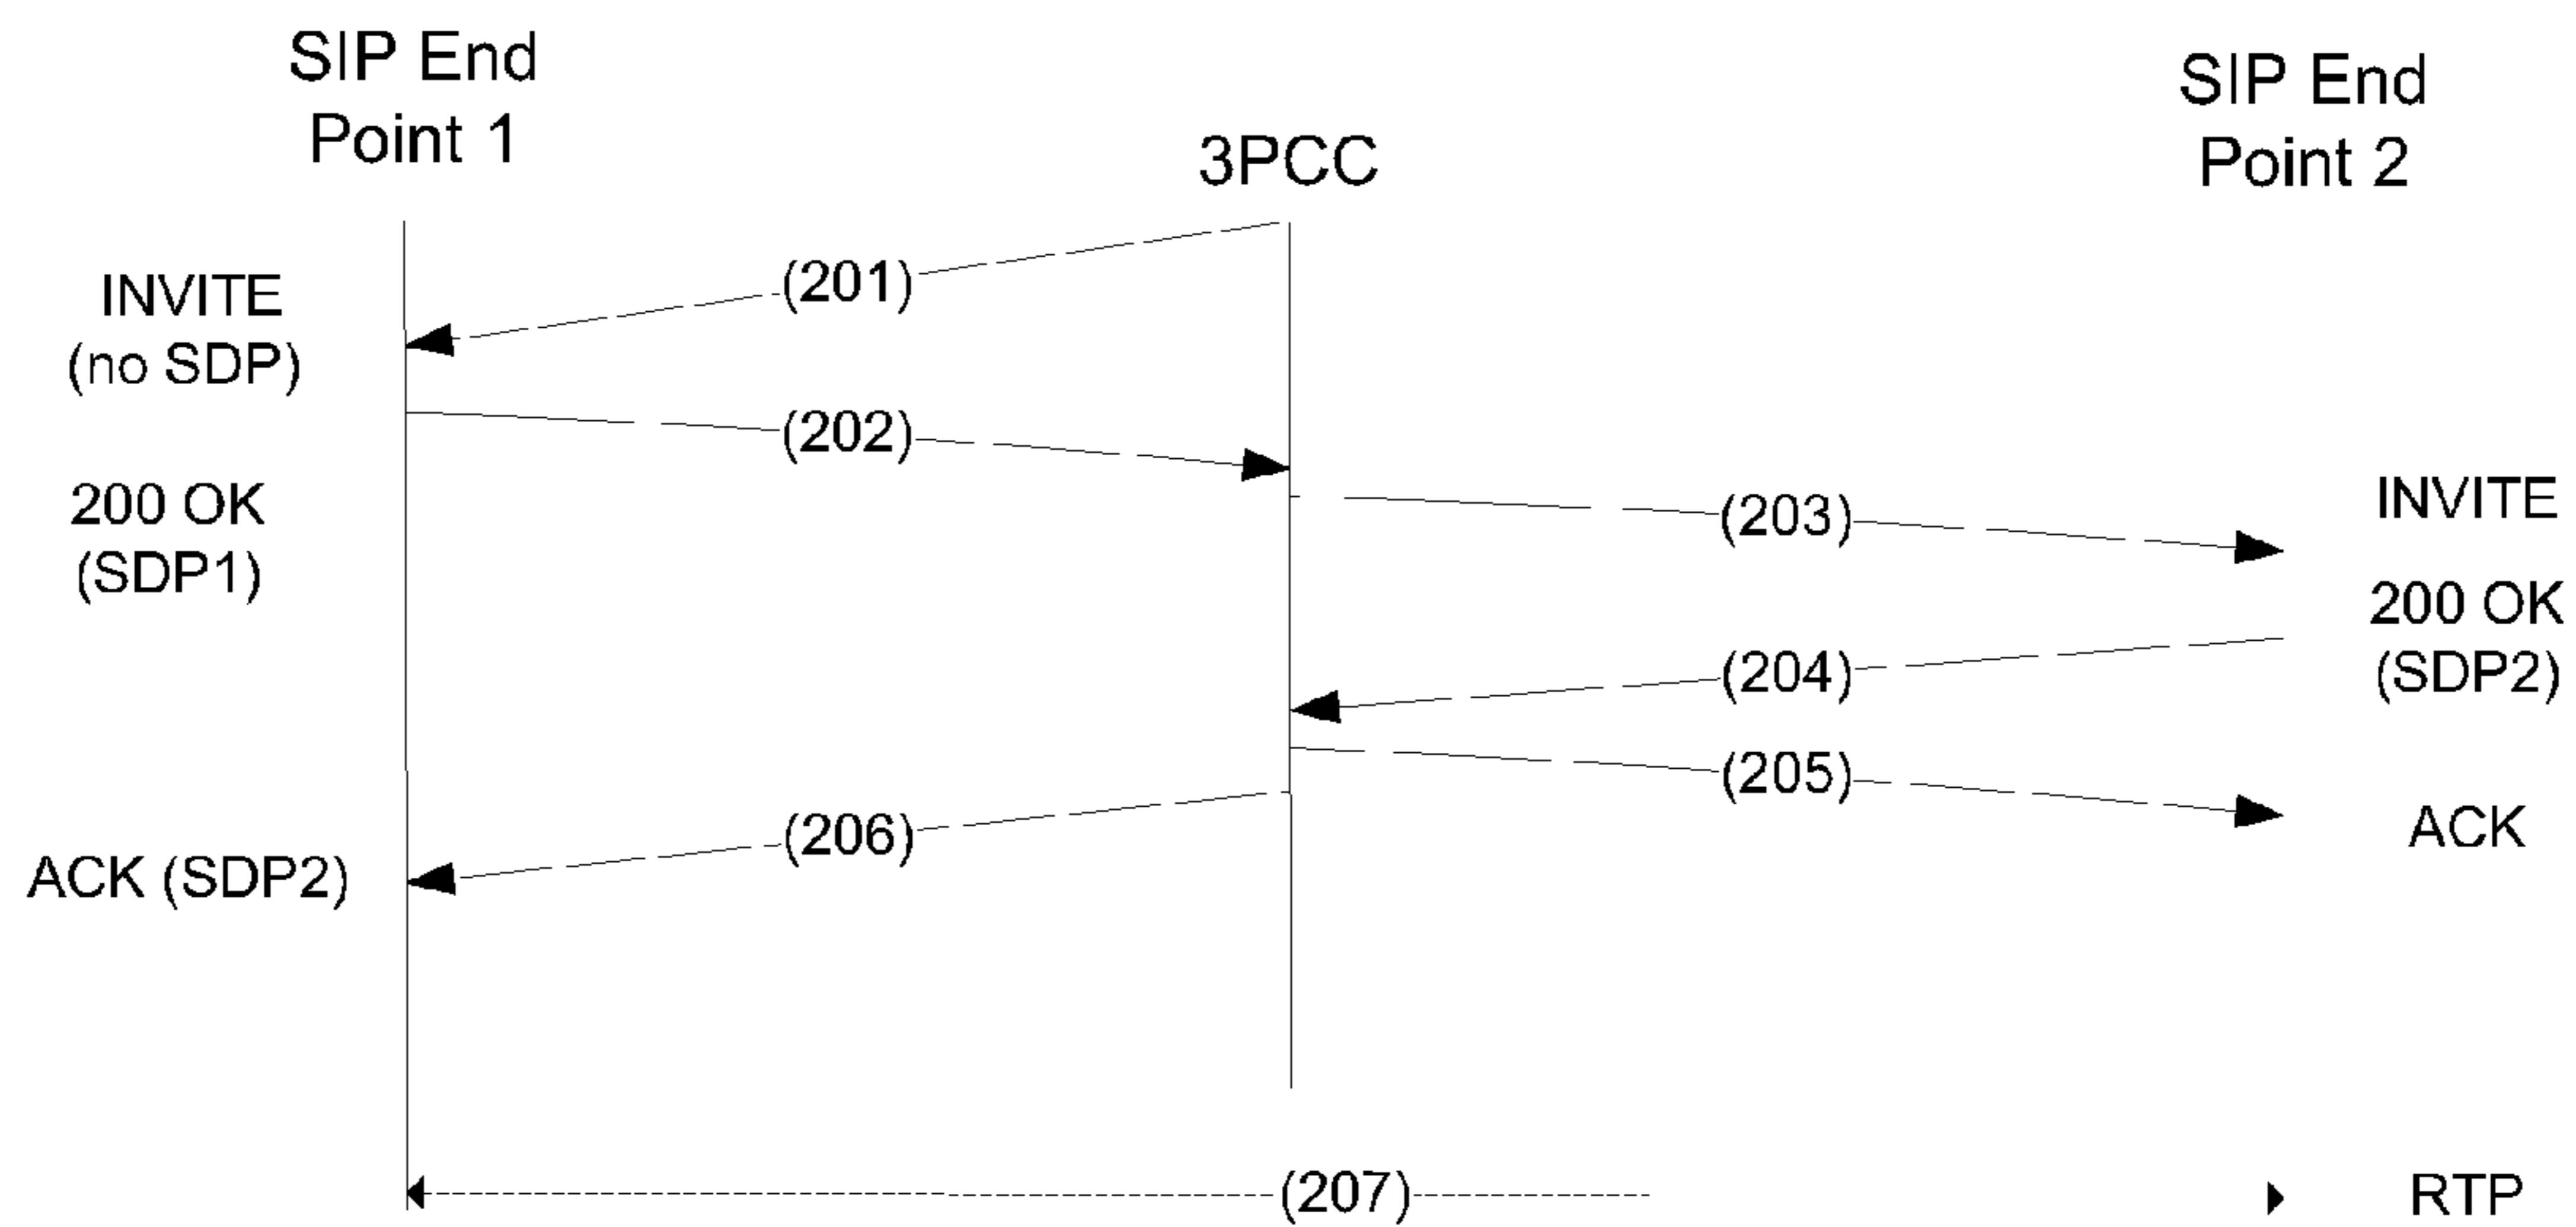 SIP End
Point 1
3PCC
SIP End
Point 2
INVITE
(no SDP)
(201)
(202)
200 OK
(SDP1)
(203)
INVITE
200 OK
(SDP2)
(204)
(205)
ACK
(206)
ACK (SDP2)
(207)
RTP